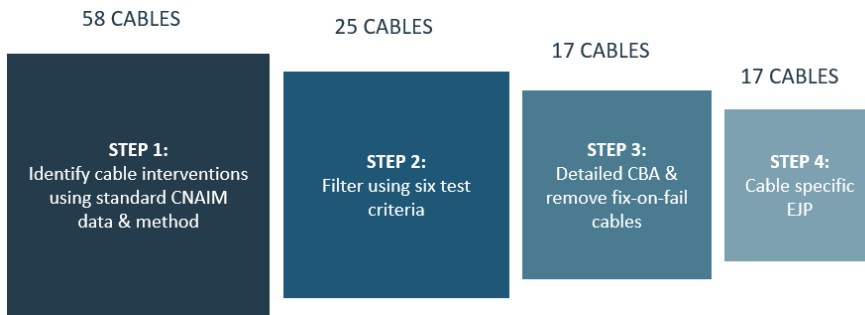 58 CABLES
25 CABLES
17 CABLES
17 CABLES
STEP 1:
Identify cable interventions
using standard CNAIM
data & method
STEP 2:
Filter using six test
criteria
STEP 3:
Detailed CBA &
remove fix-on-fail
cables
STEP 4:
Cable specific
EJP